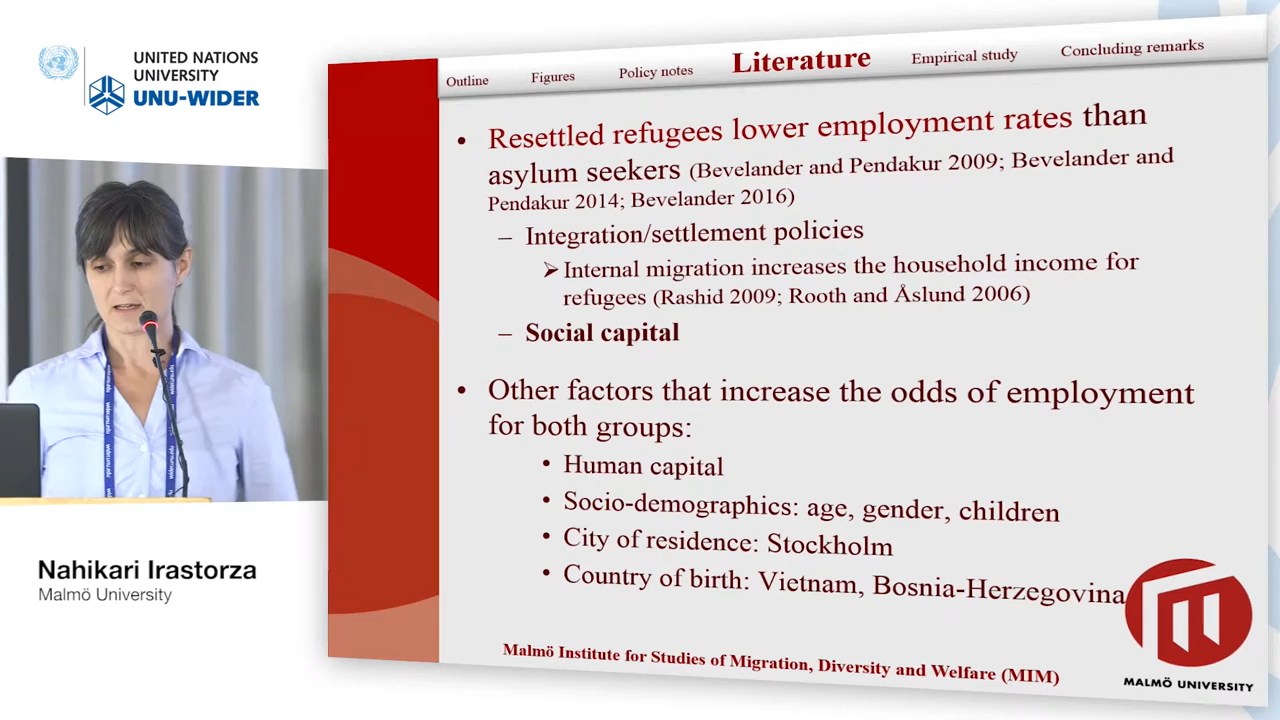 UNITED NATIONS
UNIVERSITY
UNU-WIDER
Outline Figures Policy notes Literature Empirical study Concluding remarks
• Resettled refugees lower employment rates than
asylum seekers (Bevelander and Pendakur 2009; Bevelander and
Pendakur 2014; Bevelander 2016)
– Integration/settlement policies
➢ Internal migration increases the household income for
refugees (Rashid 2009; Rooth and Åslund 2006)
– Social capital
• Other factors that increase the odds of employment
for both groups:
• Human capital
• Socio-demographics: age, gender, children
• City of residence: Stockholm
• Country of birth: Vietnam, Bosnia-Herzegovina
Malmö Institute for Studies of Migration, Diversity and Welfare (MIM)
MALMÖ UNIVERSITY
Nahikari Irastorza
Malmö University